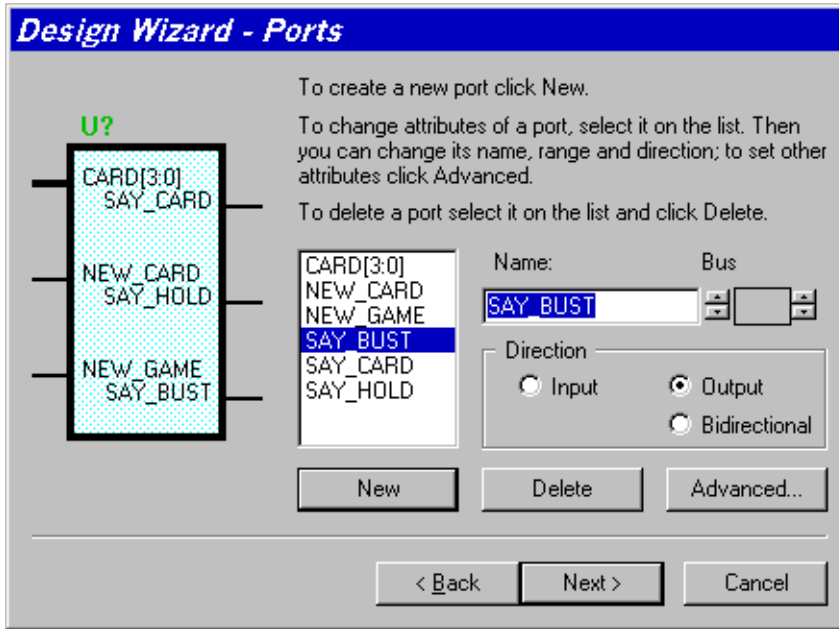 Design Wizard - Ports
To create a new port click New.
To change attributes of a port, select it on the list. Then
you can change its name, range and direction; to set other
attributes click Advanced.
To delete a port select it on the list and click Delete.
U?
CARD[3:0]
SAY_CARD
NEW_CARD
SAY_HOLD
NEW_GAME
SAY_BUST
CARD[3:0]
NEW_CARD
NEW_GAME
SAY_BUST
SAY_CARD
SAY_HOLD
Name: Bus
SAY_BUST
Direction
Input Output
Bidirectional
New Delete Advanced...
< Back Next > Cancel